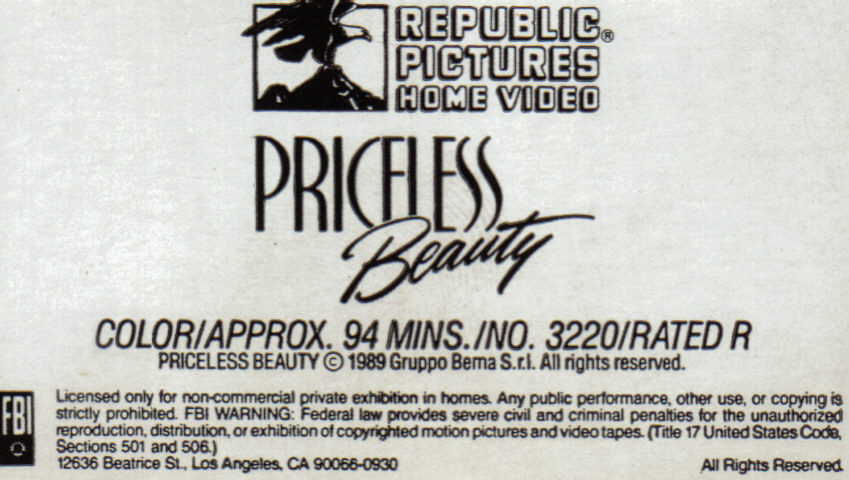 REPUBLIC®
PICTURES
HOME VIDEO
PRICELESS
Beauty
COLOR/APPROX. 94 MINS./NO. 3220/RATED R
PRICELESS BEAUTY © 1989 Gruppo Bema S.r.l. All rights reserved.
FBI
Licensed only for non-commercial private exhibition in homes. Any public performance, other use, or copying is
strictly prohibited. FBI WARNING: Federal law provides severe civil and criminal penalties for the unauthorized
reproduction, distribution, or exhibition of copyrighted motion pictures and video tapes. (Title 17 United States Code,
Sections 501 and 506.)
12636 Beatrice St., Los Angeles, CA 90066-0930 All Rights Reserved.